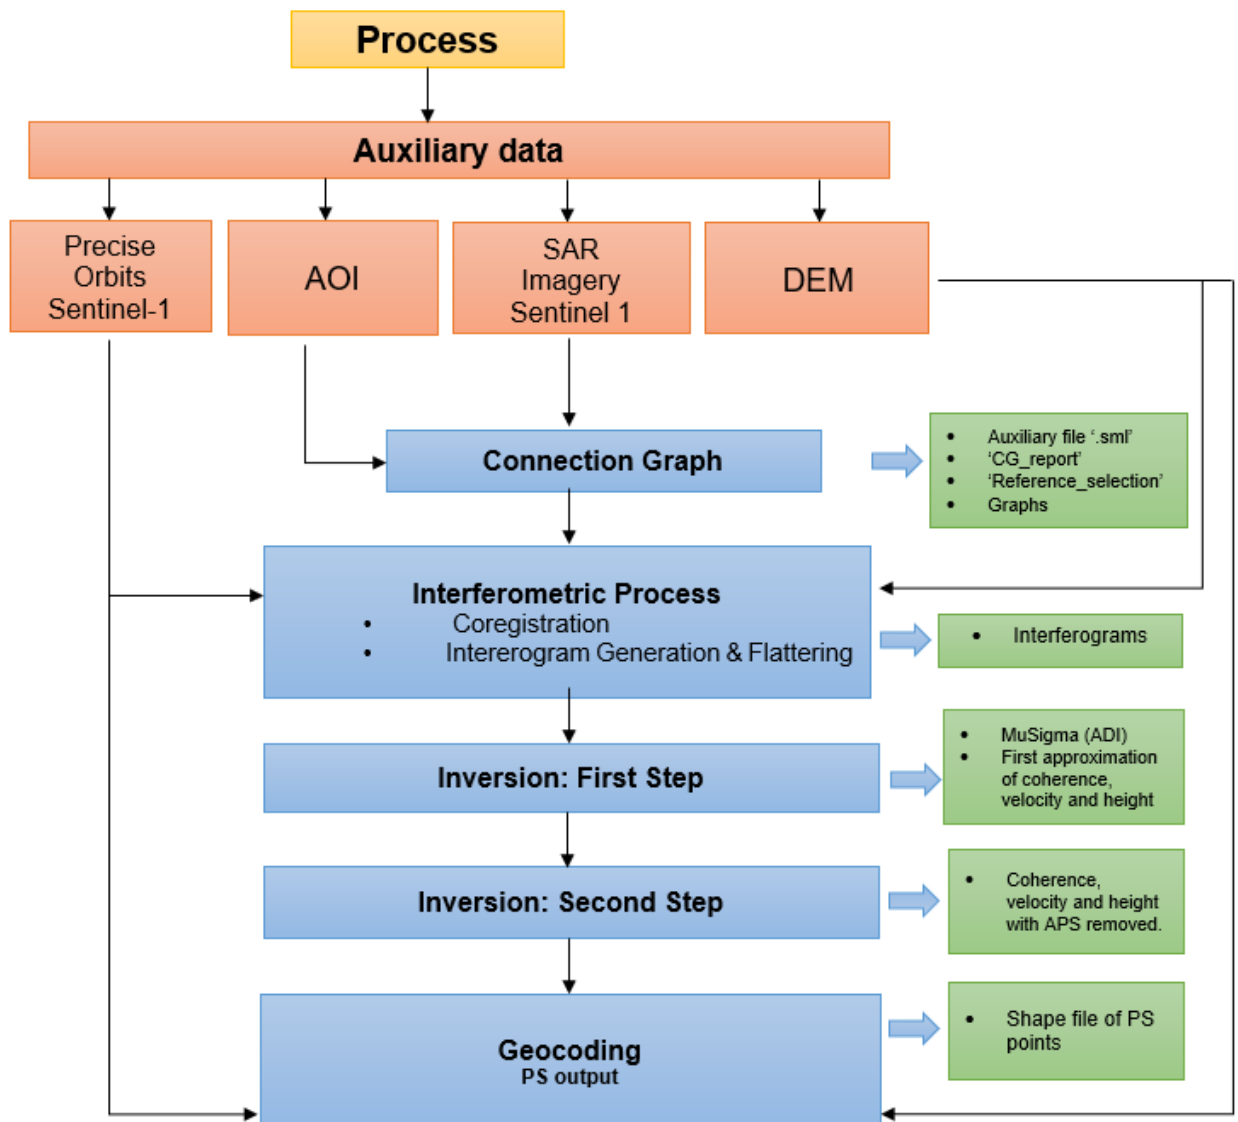 Process
Auxiliary data
Precise
Orbits
Sentinel-1
AOI
SAR
Imagery
Sentinel 1
DEM
Connection Graph
• Auxiliary file ‘.sml’
• ‘CG_report’
• ‘Reference_selection’
• Graphs
Interferometric Process
• Coregistration
• Intererogram Generation & Flattering
• Interferograms
Inversion: First Step
• MuSigma (ADI)
• First approximation
of coherence,
velocity and height
Inversion: Second Step
• Coherence,
velocity and height
with APS removed.
Geocoding
PS output
• Shape file of PS
points